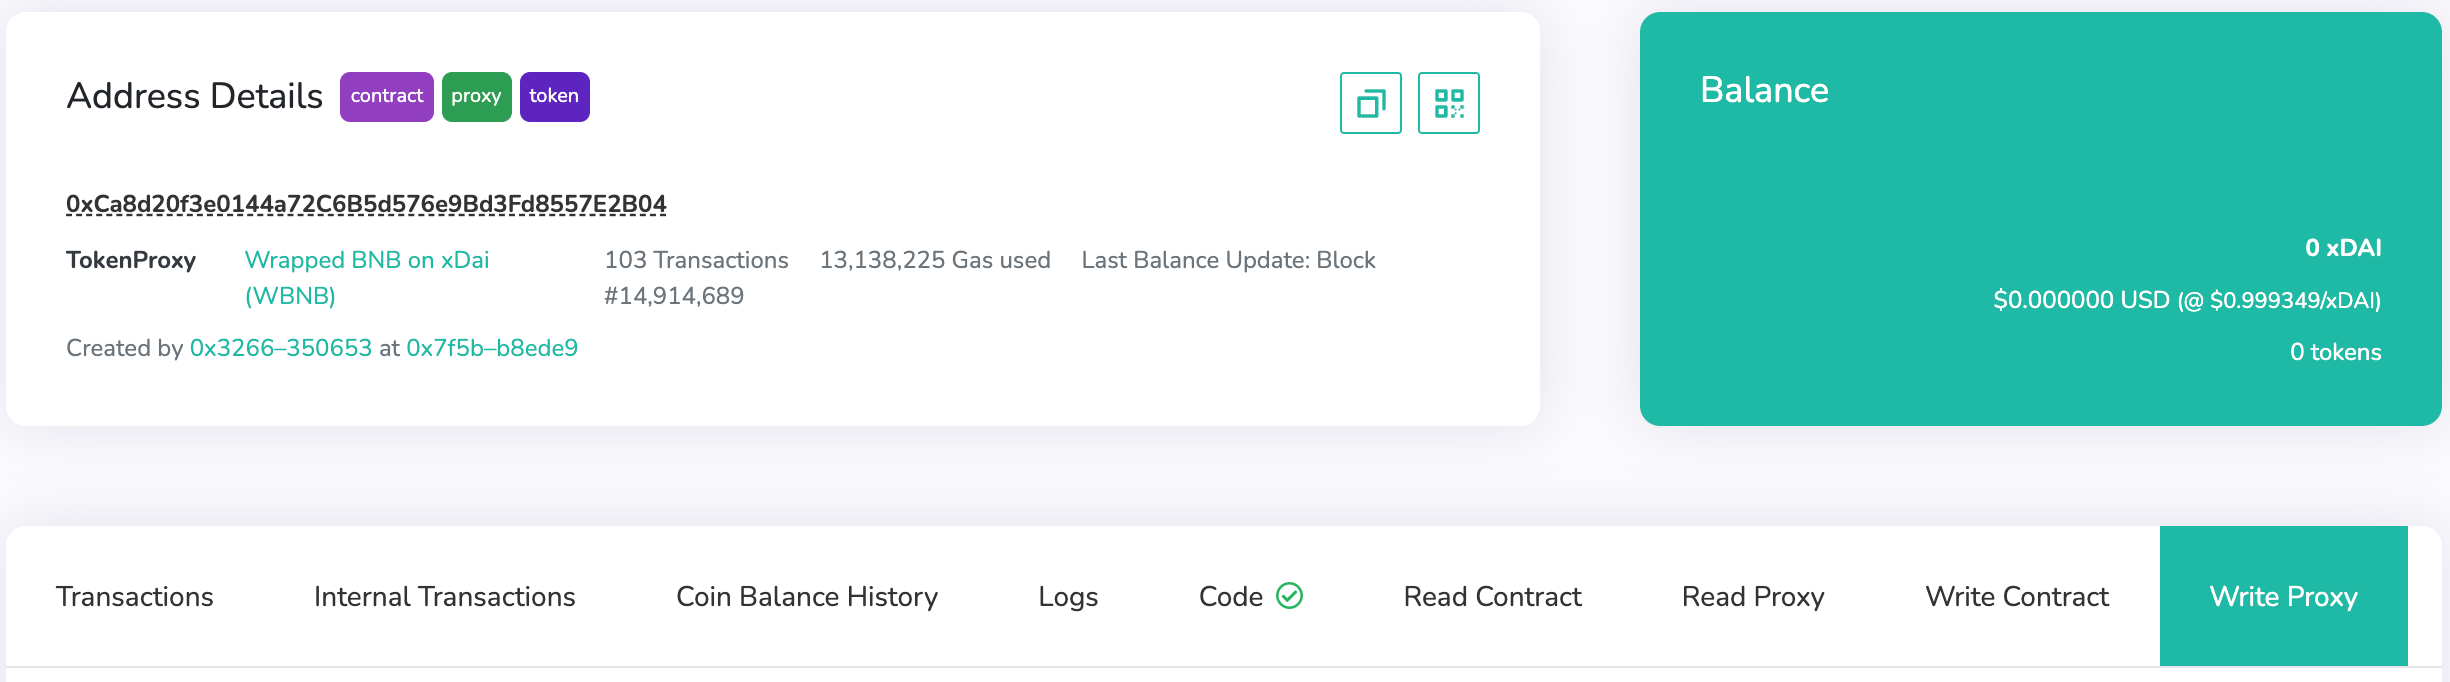 Address Details contract proxy token
0xCa8d20f3e0144a72C6B5d576e9Bd3Fd8557E2B04
TokenProxy Wrapped BNB on xDai (WBNB)
103 Transactions 13,138,225 Gas used Last Balance Update: Block
#14,914,689
Created by 0x3266–350653 at 0x7f5b–b8ede9
Balance
0 xDAI
$0.000000 USD (@ $0.999349/xDAI)
0 tokens
Transactions Internal Transactions Coin Balance History Logs Code Read Contract Read Proxy Write Contract Write Proxy